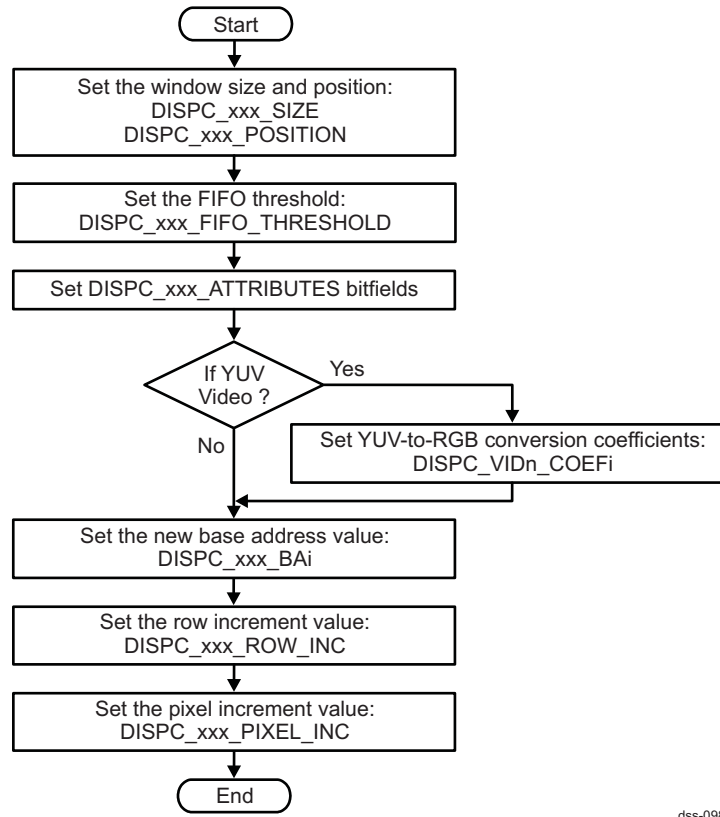 Start
Set the window size and position:
DISPC_xxx_SIZE
DISPC_xxx_POSITION
Set the FIFO threshold:
DISPC_xxx_FIFO_THRESHOLD
Set DISPC_xxx_ATTRIBUTES bitfields
If YUV
Video ?
Yes
No
Set YUV-to-RGB conversion coefficients:
DISPC_VIDn_COEFi
Set the new base address value:
DISPC_xxx_BAi
Set the row increment value:
DISPC_xxx_ROW_INC
Set the pixel increment value:
DISPC_xxx_PIXEL_INC
End